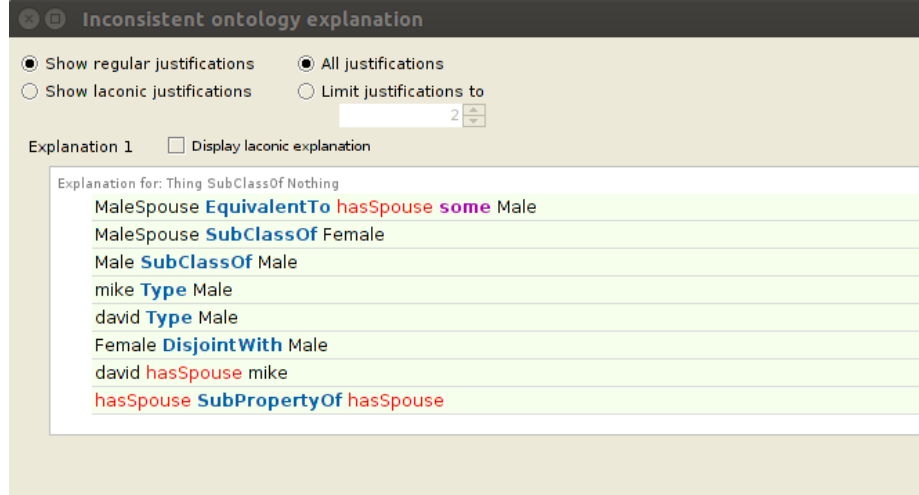 Inconsistent ontology explanation
Show regular justifications All justifications
Show laconic justifications Limit justifications to
2
Explanation 1 Display laconic explanation
Explanation for: Thing SubClassOf Nothing
MaleSpouse EquivalentTo hasSpouse some Male
MaleSpouse SubClassOf Female
Male SubClassOf Male
mike Type Male
david Type Male
Female DisjointWith Male
david hasSpouse mike
hasSpouse SubPropertyOf hasSpouse